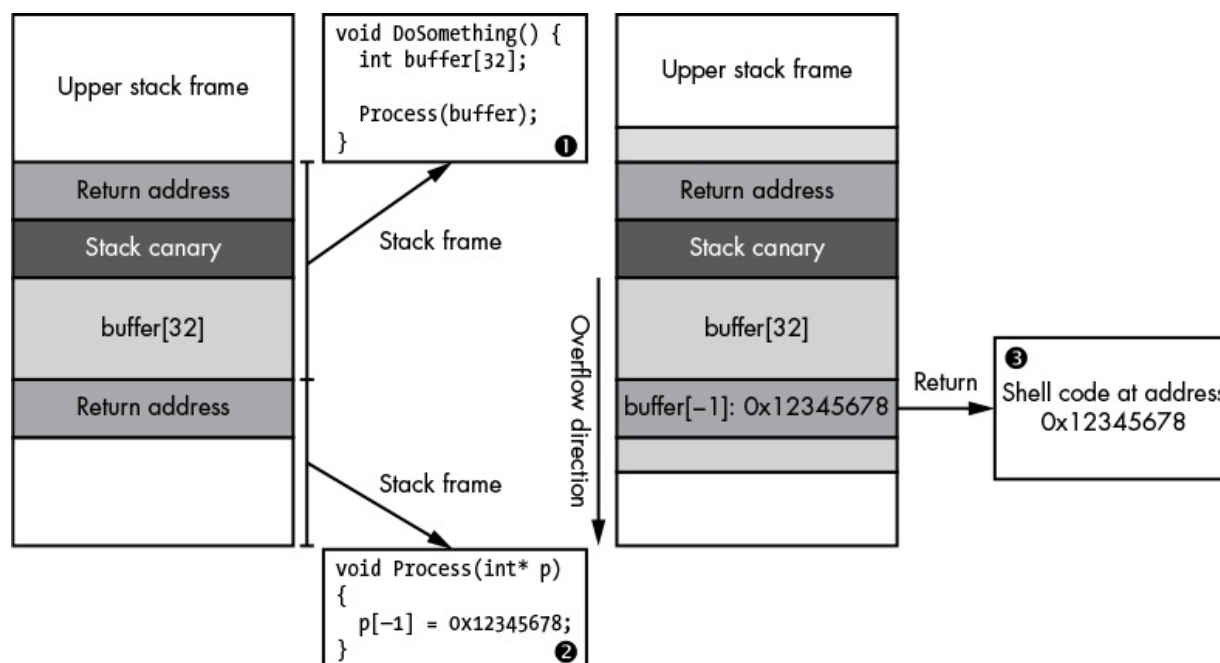 Upper stack frame
Return address
Stack canary
buffer[32]
Return address
void DoSomething() {
int buffer[32];
Process(buffer);
}
❶
Stack frame
Stack frame
void Process(int* p)
{
p[–1] = 0x12345678;
}
❷
Overflow direction
Upper stack frame
Return address
Stack canary
buffer[32]
buffer[–1]: 0x12345678
Return
❸
Shell code at address
0x12345678